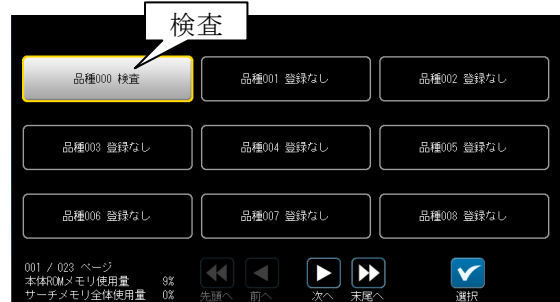 検査
品種000 検査 品種001 登録なし 品種002 登録なし
品種003 登録なし 品種004 登録なし 品種005 登録なし
品種006 登録なし 品種007 登録なし 品種008 登録なし
001 / 023 ページ
本体ROMメモリ使用量 9%
サーチメモリ全体使用量 0%
先頭へ 前へ 次へ 末尾へ 選択